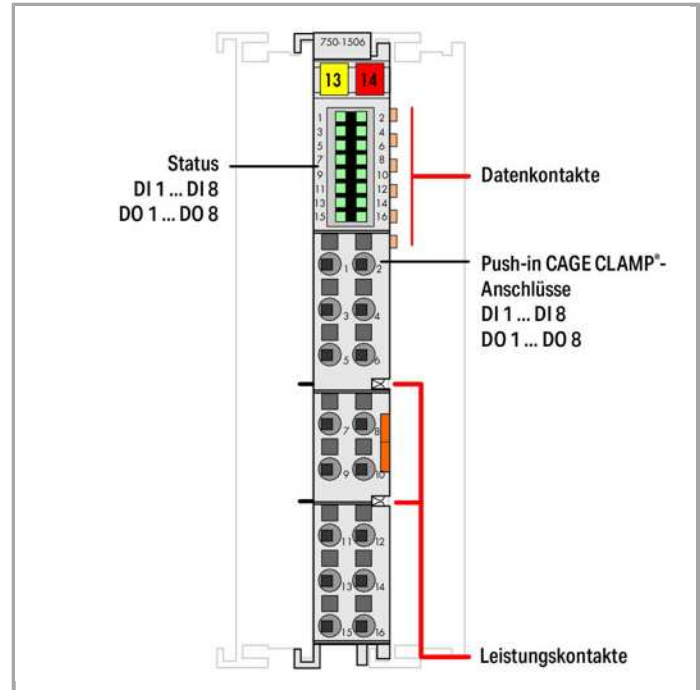 750-1506
13 14
1 2
3 4
5 6
7 8
9 10
11 12
13 14
15 16
Status
DI 1 ... DI 8
DO 1 ... DO 8
Datenkontakte
Push-in CAGE CLAMP®-
Anschlüsse
DI 1 ... DI 8
DO 1 ... DO 8
1 2
3 4
5 6
7 8
9 10
11 12
13 14
15 16
Leistungskontakte